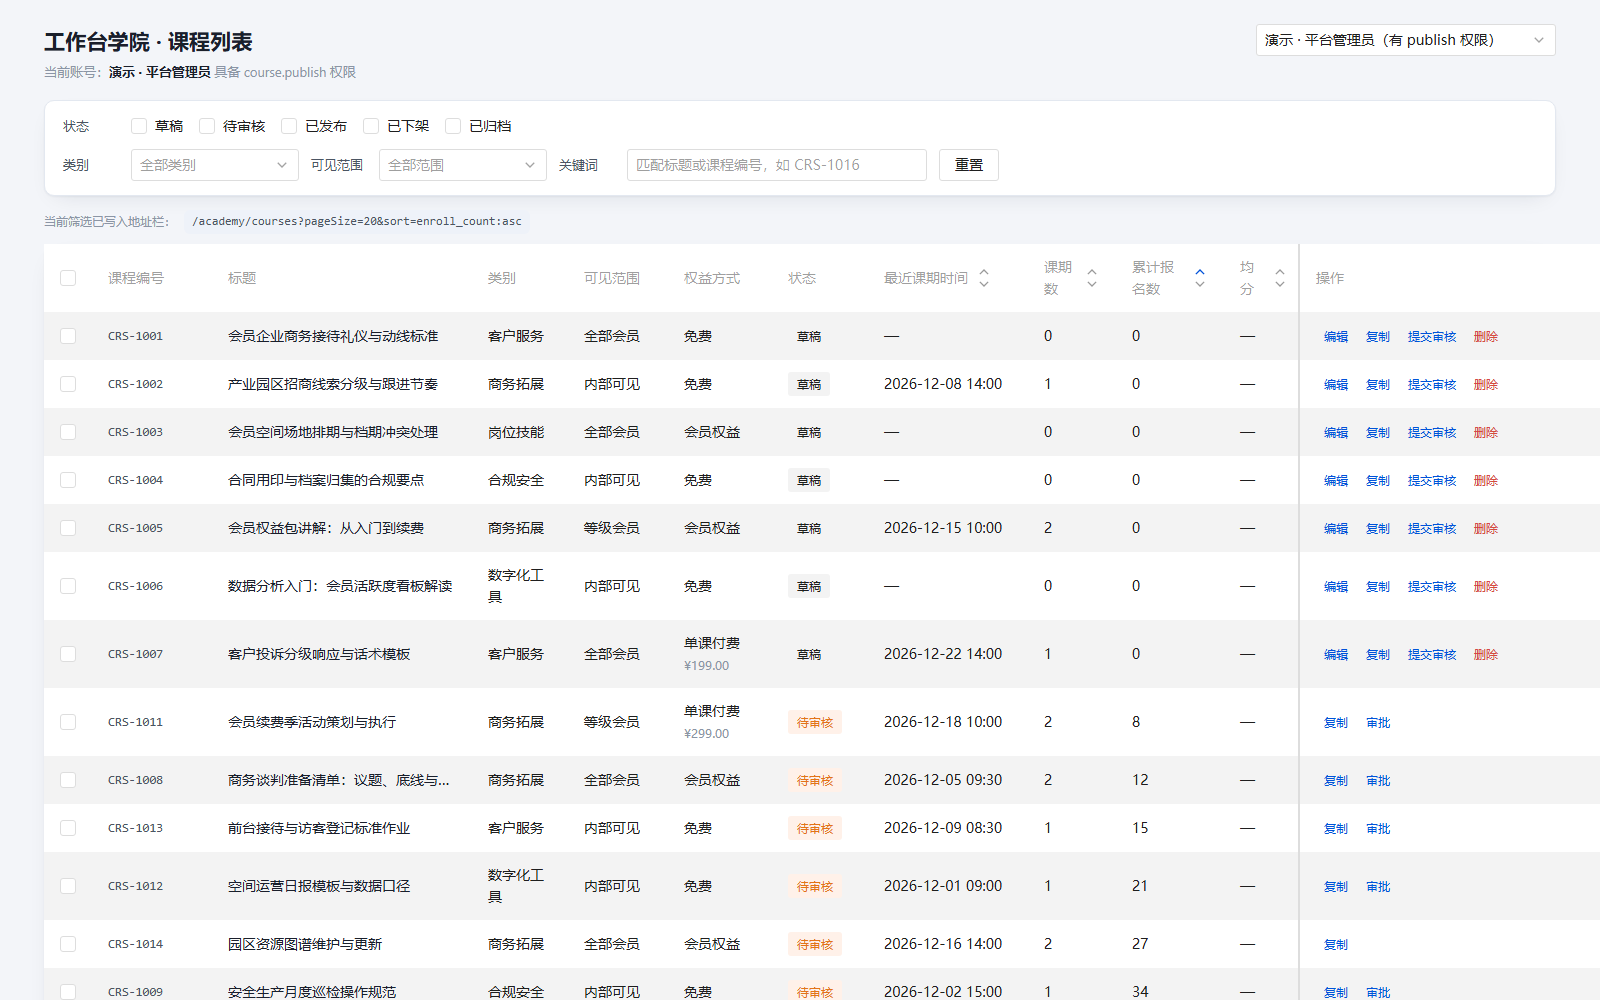 工作台学院 · 课程列表
演示 · 平台管理员（有 publish 权限）
当前账号：演示 · 平台管理员 具备 course.publish 权限
状态 草稿 待审核 已发布 已下架 已归档
类别 全部类别 可见范围 全部范围 关键词 匹配标题或课程编号，如 CRS-1016 重置
当前筛选已写入地址栏： /academy/courses?pageSize=20&sort=enroll_count:asc
课程编号 标题 类别 可见范围 权益方式 状态 最近课期时间 课期数 累计报名数 均分 操作
CRS-1001 会员企业商务接待礼仪与动线标准 客户服务 全部会员 免费 草稿 — 0 0 — 编辑 复制 提交审核 删除
CRS-1002 产业园区招商线索分级与跟进节奏 商务拓展 内部可见 免费 草稿 2026-12-08 14:00 1 0 — 编辑 复制 提交审核 删除
CRS-1003 会员空间场地排期与档期冲突处理 岗位技能 全部会员 会员权益 草稿 — 0 0 — 编辑 复制 提交审核 删除
CRS-1004 合同用印与档案归集的合规要点 合规安全 内部可见 免费 草稿 — 0 0 — 编辑 复制 提交审核 删除
CRS-1005 会员权益包讲解：从入门到续费 商务拓展 等级会员 会员权益 草稿 2026-12-15 10:00 2 0 — 编辑 复制 提交审核 删除
CRS-1006 数据分析入门：会员活跃度看板解读 数字化工具 内部可见 免费 草稿 — 0 0 — 编辑 复制 提交审核 删除
CRS-1007 客户投诉分级响应与话术模板 客户服务 全部会员 单课付费 ¥199.00 草稿 2026-12-22 14:00 1 0 — 编辑 复制 提交审核 删除
CRS-1011 会员续费季活动策划与执行 商务拓展 等级会员 单课付费 ¥299.00 待审核 2026-12-18 10:00 2 8 — 复制 审批
CRS-1008 商务谈判准备清单：议题、底线与... 商务拓展 全部会员 会员权益 待审核 2026-12-05 09:30 2 12 — 复制 审批
CRS-1013 前台接待与访客登记标准作业 客户服务 内部可见 免费 待审核 2026-12-09 08:30 1 15 — 复制 审批
CRS-1012 空间运营日报模板与数据口径 数字化工具 内部可见 免费 待审核 2026-12-01 09:00 1 21 — 复制 审批
CRS-1014 园区资源图谱维护与更新 商务拓展 全部会员 会员权益 待审核 2026-12-16 14:00 2 27 — 复制
CRS-1009 安全生产月度巡检操作规范 合规安全 内部可见 免费 待审核 2026-12-02 15:00 1 34 — 复制 审批